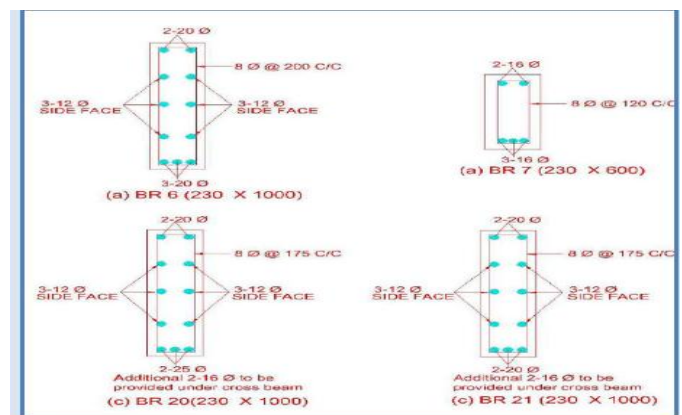 2-20 Ø
8 Ø @ 200 C/C
3-12 Ø
SIDE FACE
3-12 Ø
SIDE FACE
3-20 Ø
(a) BR 6 (230 X 1000)
2-16 Ø
8 Ø @ 120 C/C
3-16 Ø
(a) BR 7 (230 X 600)
2-20 Ø
8 Ø @ 175 C/C
3-12 Ø
SIDE FACE
3-12 Ø
SIDE FACE
2-25 Ø
Additional 2-16 Ø to be
provided under cross beam
(c) BR 20(230 X 1000)
2-20 Ø
8 Ø @ 175 C/C
3-12 Ø
SIDE FACE
3-12 Ø
SIDE FACE
2-20 Ø
Additional 2-16 Ø to be
provided under cross beam
(c) BR 21 (230 X 1000)